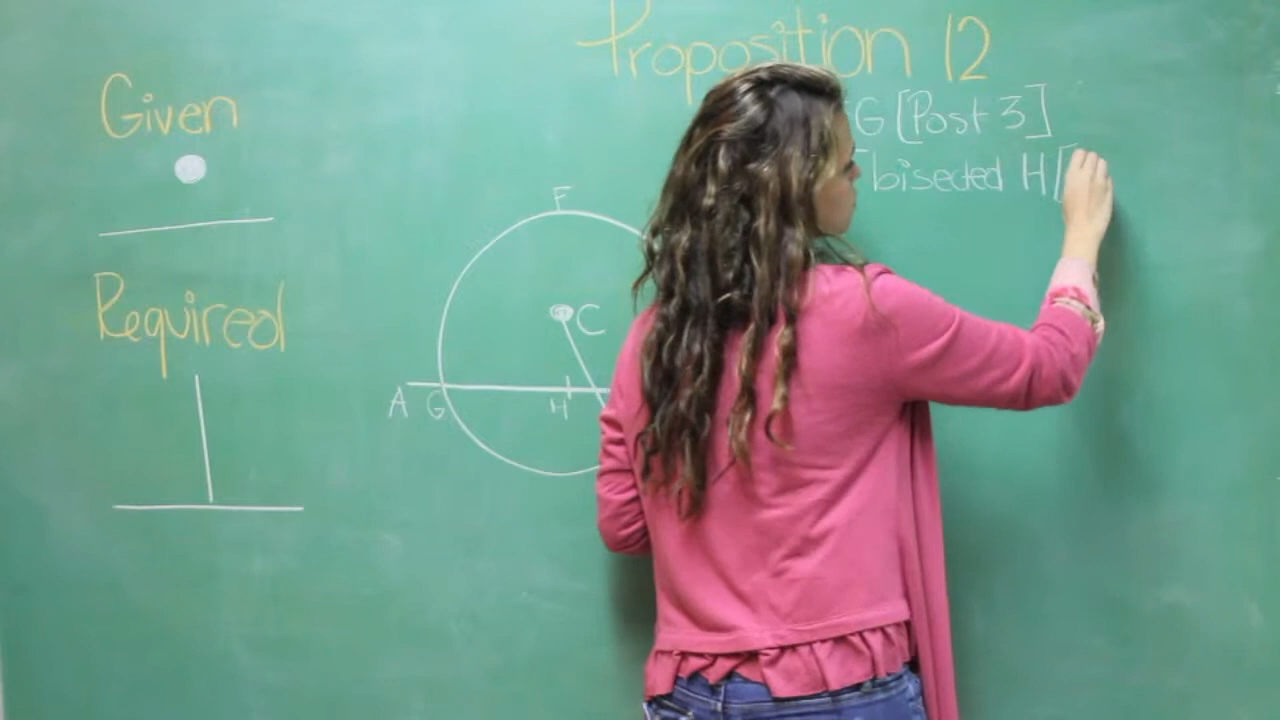 Proposition 12
Given
G [Post 3]
bisected H [
F
Required
C
A G H